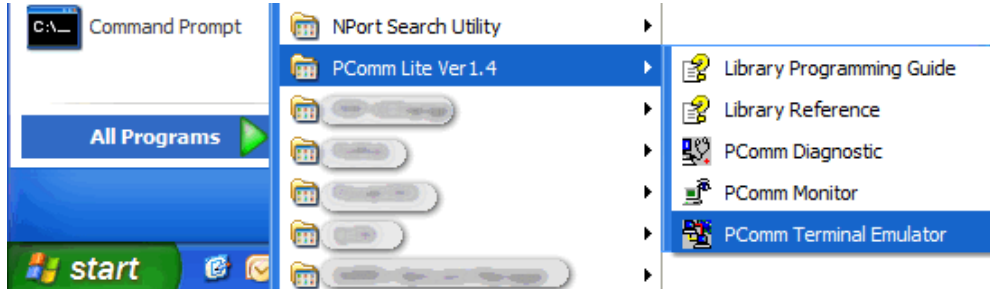 C:\_ Command Prompt
All Programs
start
NPort Search Utility
PComm Lite Ver1.4
Library Programming Guide
Library Reference
PComm Diagnostic
PComm Monitor
PComm Terminal Emulator